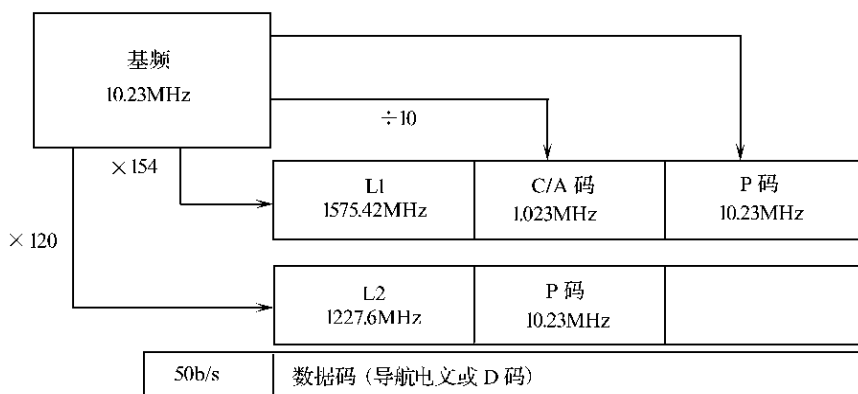 基频
10.23MHz
÷10
×154
L1
1575.42MHz
C/A 码
1.023MHz
P 码
10.23MHz
×120
L2
1227.6MHz
P 码
10.23MHz
50b/s
数据码 (导航电文或 D 码)